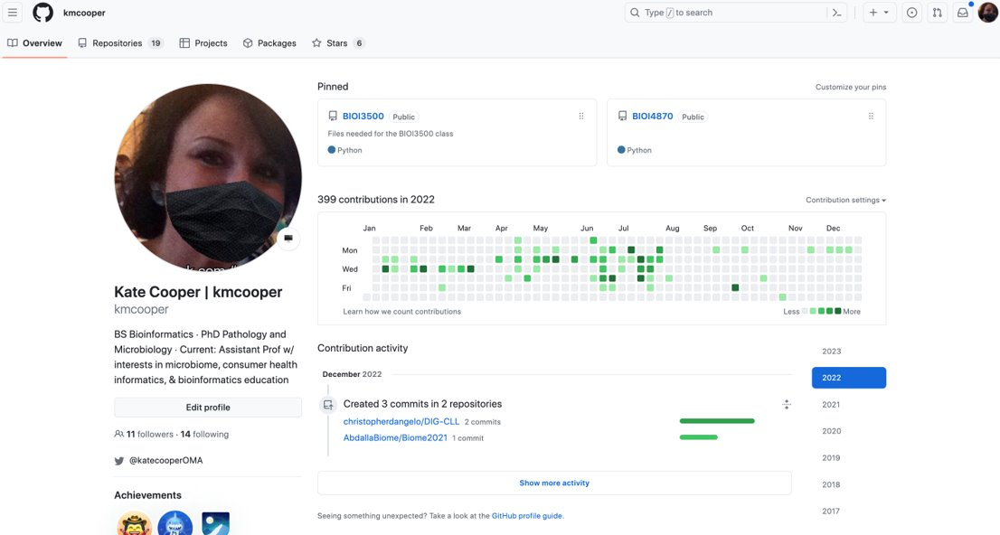 kmcooper
Type / to search
Overview
Repositories 19
Projects
Packages
Stars 6
Kate Cooper | kmcooper
kmcooper
BS Bioinformatics · PhD Pathology and
Microbiology · Current: Assistant Prof w/
interests in microbiome, consumer health
informatics, & bioinformatics education
Edit profile
11 followers · 14 following
@katecooperOMA
Achievements
Pinned
Customize your pins
BIOI3500 Public
Files needed for the BIOI3500 class
Python
BIOI4870 Public
Python
399 contributions in 2022
Contribution settings
Jan Feb Mar Apr May Jun Jul Aug Sep Oct Nov Dec
Mon
Wed
Fri
Learn how we count contributions
Less More
Contribution activity
December 2022
Created 3 commits in 2 repositories
christopherdangelo/DIG-CLL 2 commits
AbdallaBiome/Biome2021 1 commit
Show more activity
Seeing something unexpected? Take a look at the GitHub profile guide.
2023
2022
2021
2020
2019
2018
2017